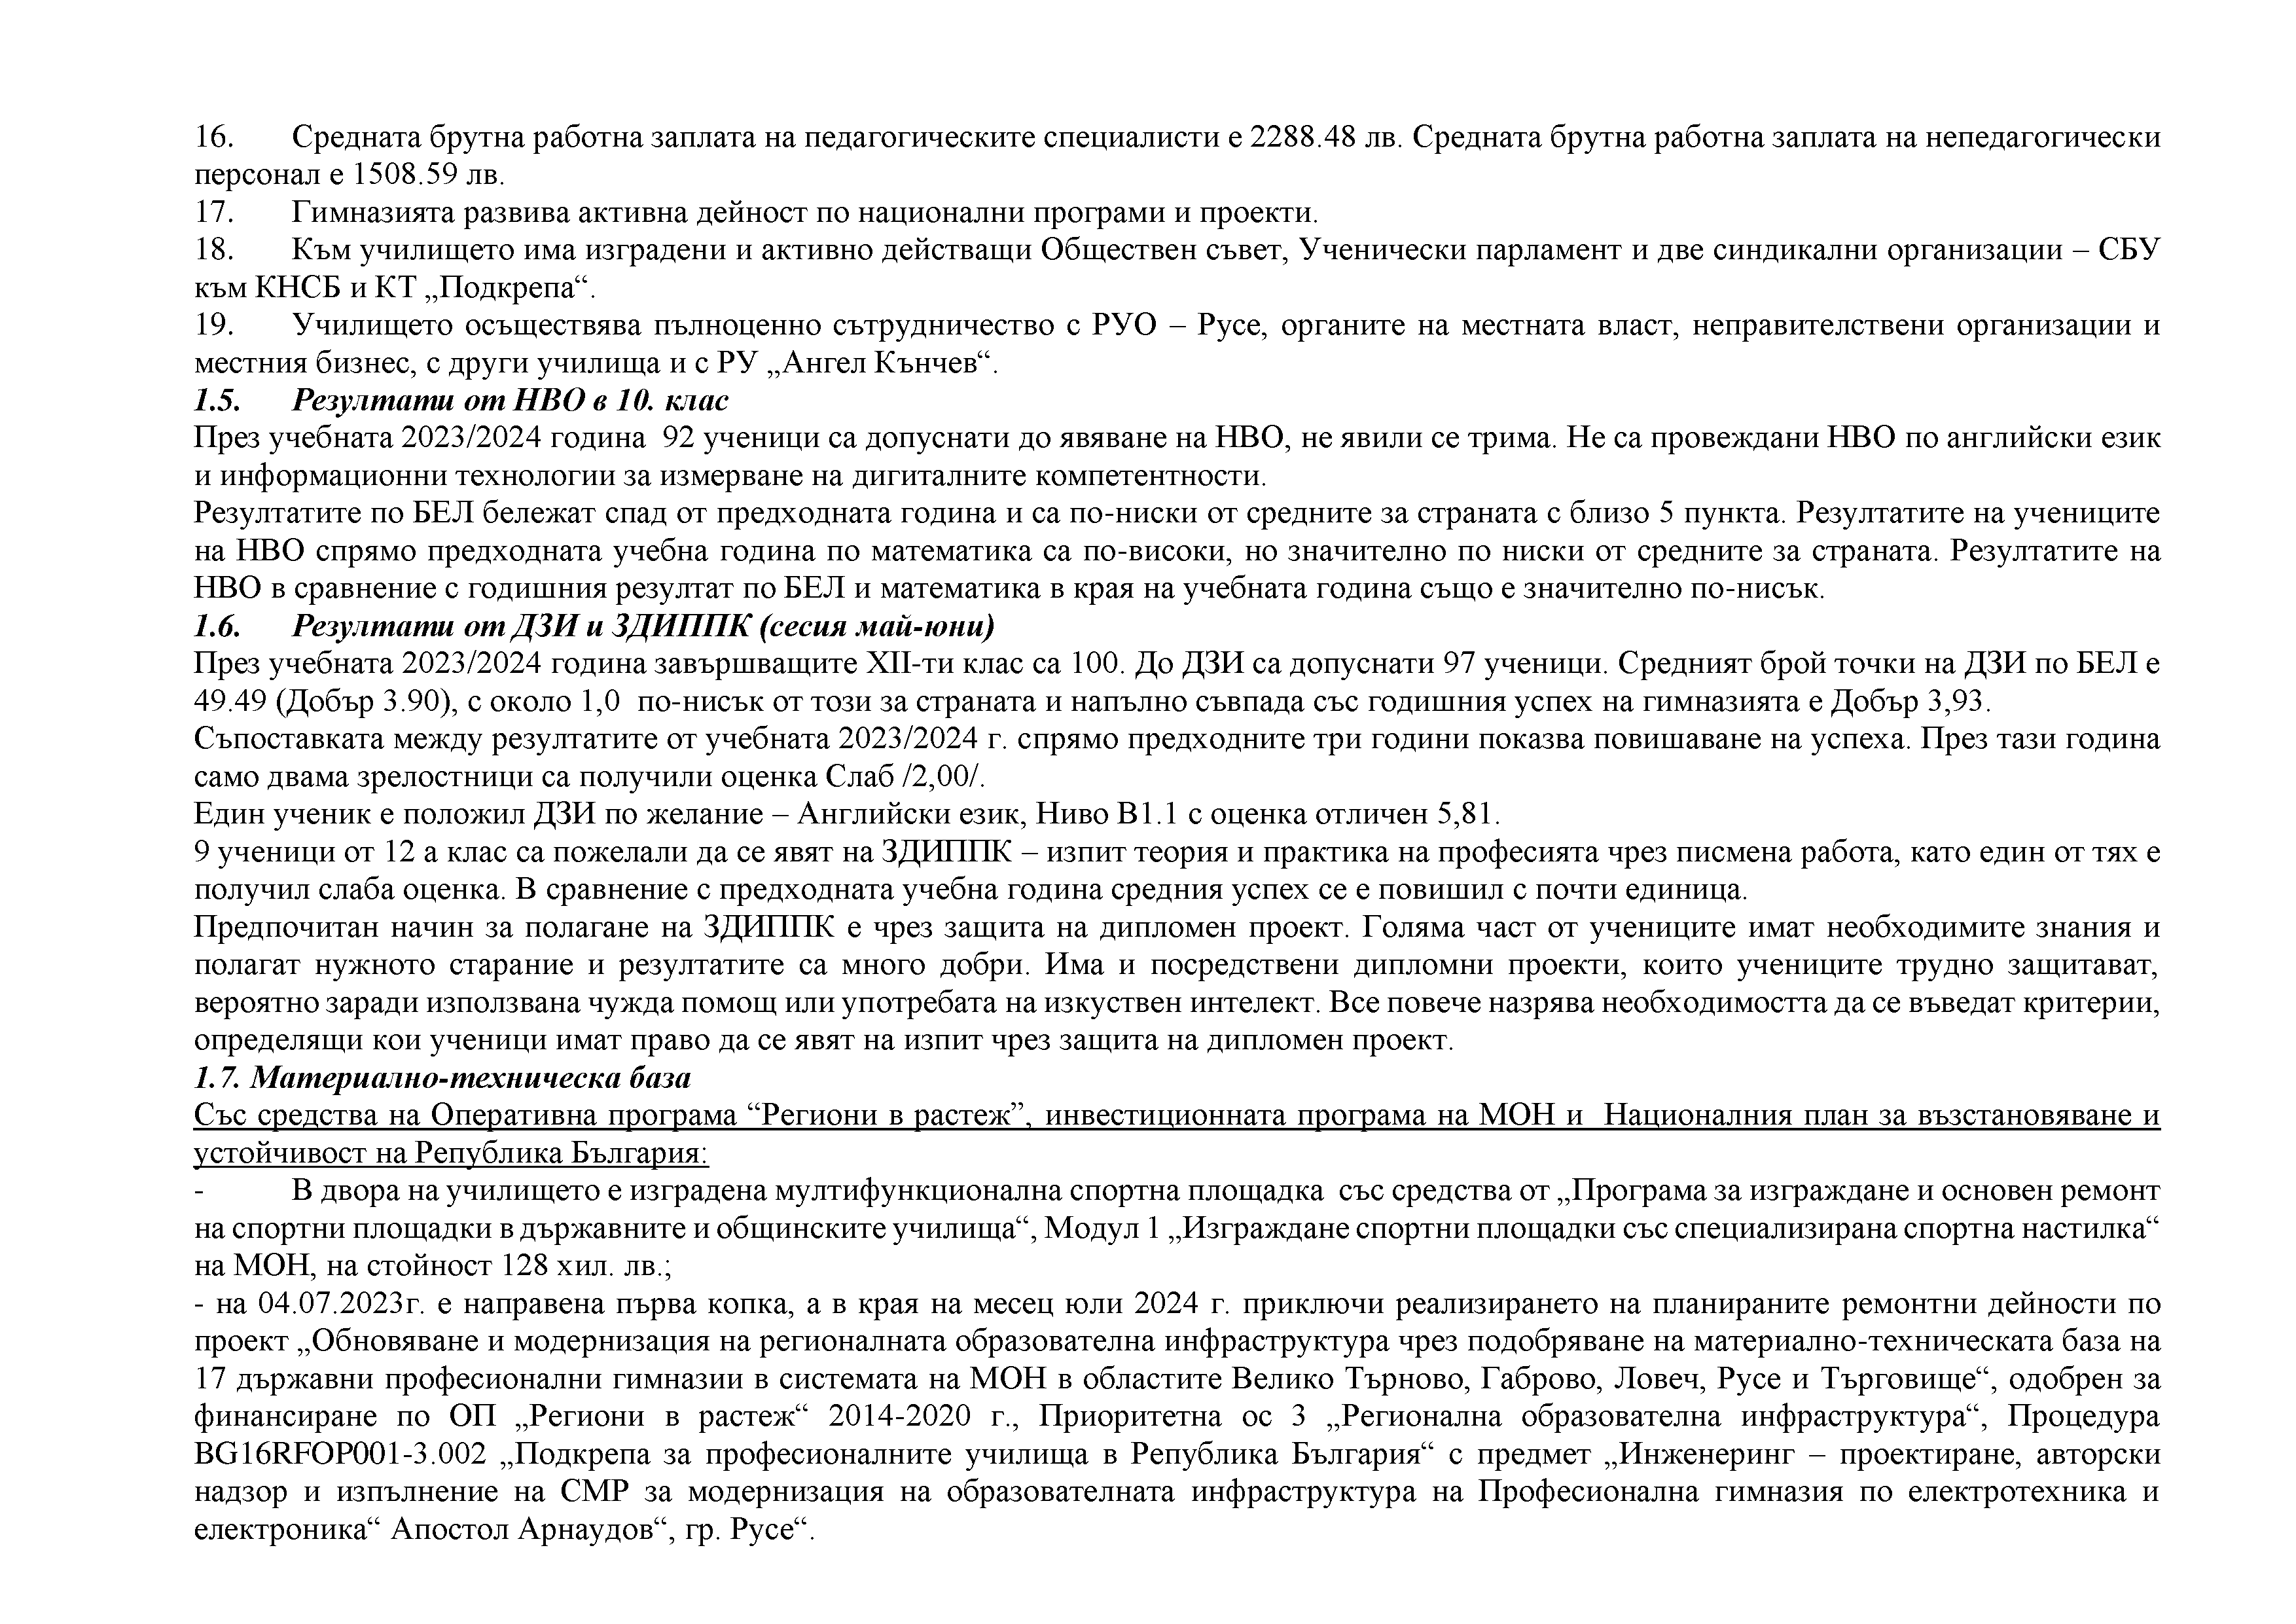 16. Средната брутна работна заплата на педагогическите специалисти е 2288.48 лв. Средната брутна работна заплата на непедагогически
персонал е 1508.59 лв.
17. Гимназията развива активна дейност по национални програми и проекти.
18. Към училището има изградени и активно действащи Обществен съвет, Ученически парламент и две синдикални организации – СБУ
към КНСБ и КТ „Подкрепа“.
19. Училището осъществява пълноценно сътрудничество с РУО – Русе, органите на местната власт, неправителствени организации и
местния бизнес, с други училища и с РУ „Ангел Кънчев“.
1.5. Резултати от НВО в 10. клас
През учебната 2023/2024 година 92 ученици са допуснати до явяване на НВО, не явили се трима. Не са провеждани НВО по английски език
и информационни технологии за измерване на дигиталните компетентности.
Резултатите по БЕЛ бележат спад от предходната година и са по-ниски от средните за страната с близо 5 пункта. Резултатите на учениците
на НВО спрямо предходната учебна година по математика са по-високи, но значително по ниски от средните за страната. Резултатите на
НВО в сравнение с годишния резултат по БЕЛ и математика в края на учебната година също е значително по-нисък.
1.6. Резултати от ДЗИ и ЗДИППК (сесия май-юни)
През учебната 2023/2024 година завършващите XII-ти клас са 100. До ДЗИ са допуснати 97 ученици. Средният брой точки на ДЗИ по БЕЛ е
49.49 (Добър 3.90), с около 1,0 по-нисък от този за страната и напълно съвпада със годишния успех на гимназията е Добър 3,93.
Съпоставката между резултатите от учебната 2023/2024 г. спрямо предходните три години показва повишаване на успеха. През тази година
само двама зрелостници са получили оценка Слаб /2,00/.
Един ученик е положил ДЗИ по желание – Английски език, Ниво В1.1 с оценка отличен 5,81.
9 ученици от 12 а клас са пожелали да се явят на ЗДИППК – изпит теория и практика на професията чрез писмена работа, като един от тях е
получил слаба оценка. В сравнение с предходната учебна година средния успех се е повишил с почти единица.
Предпочитан начин за полагане на ЗДИППК е чрез защита на дипломен проект. Голяма част от учениците имат необходимите знания и
полагат нужното старание и резултатите са много добри. Има и посредствени дипломни проекти, които учениците трудно защитават,
вероятно заради използвана чужда помощ или употребата на изкуствен интелект. Все повече назрява необходимостта да се въведат критерии,
определящи кои ученици имат право да се явят на изпит чрез защита на дипломен проект.
1.7. Материално-техническа база
Със средства на Оперативна програма “Региони в растеж”, инвестиционната програма на МОН и Националния план за възстановяване и
устойчивост на Република България:
- В двора на училището е изградена мултифункционална спортна площадка със средства от „Програма за изграждане и основен ремонт
на спортни площадки в държавните и общинските училища“, Модул 1 „Изграждане спортни площадки със специализирана спортна настилка“
на МОН, на стойност 128 хил. лв.;
- на 04.07.2023г. е направена първа копка, а в края на месец юли 2024 г. приключи реализирането на планираните ремонтни дейности по
проект „Обновяване и модернизация на регионалната образователна инфраструктура чрез подобряване на материално-техническата база на
17 държавни професионални гимназии в системата на МОН в областите Велико Търново, Габрово, Ловеч, Русе и Търговище“, одобрен за
финансиране по ОП „Региони в растеж“ 2014-2020 г., Приоритетна ос 3 „Регионална образователна инфраструктура“, Процедура
BG16RFOP001-3.002 „Подкрепа за професионалните училища в Република България“ с предмет „Инженеринг – проектиране, авторски
надзор и изпълнение на СМР за модернизация на образователната инфраструктура на Професионална гимназия по електротехника и
електроника“ Апостол Арнаудов“, гр. Русе“.